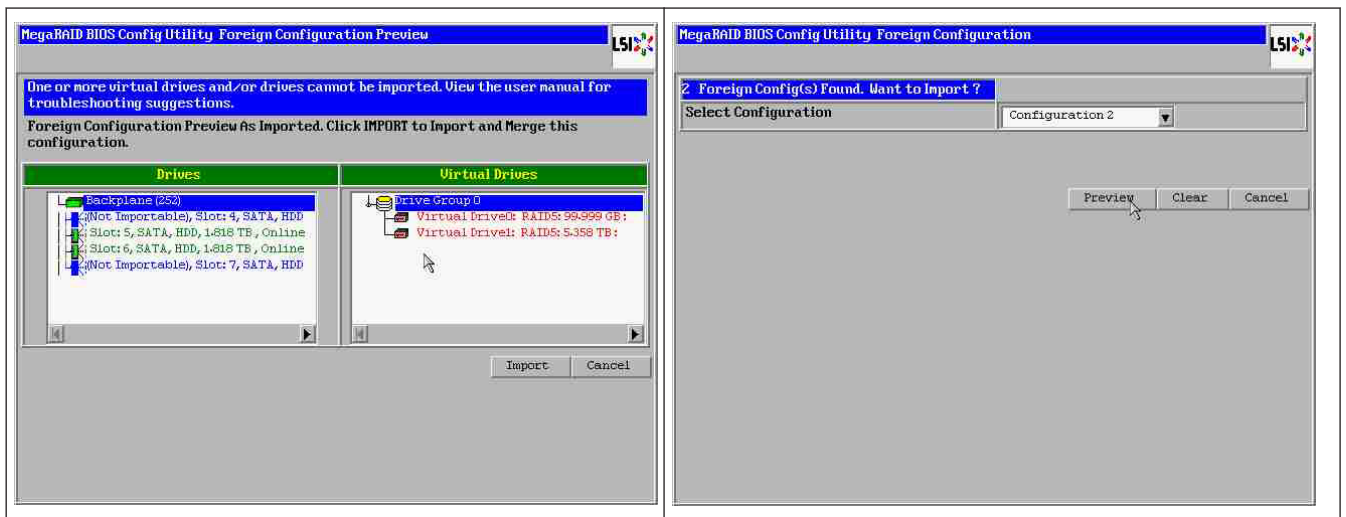 MegaRAID BIOS Config Utility Foreign Configuration Preview
LSI
One or more virtual drives and/or drives cannot be imported. View the user manual for
troubleshooting suggestions.
Foreign Configuration Preview As Imported. Click IMPORT to Import and Merge this
configuration.
Drives
Virtual Drives
Backplane (252)
(Not Importable), Slot: 4, SATA, HDD
Slot: 5, SATA, HDD, 1.818 TB, Online
Slot: 6, SATA, HDD, 1.818 TB, Online
(Not Importable), Slot: 7, SATA, HDD
Drive Group 0
Virtual Drive0: RAID5: 99.999 GB:
Virtual Drive1: RAID5: 5.358 TB:
Import
Cancel
MegaRAID BIOS Config Utility Foreign Configuration
LSI
2 Foreign Config(s) Found. Want to Import ?
Select Configuration
Configuration 2
Preview
Clear
Cancel